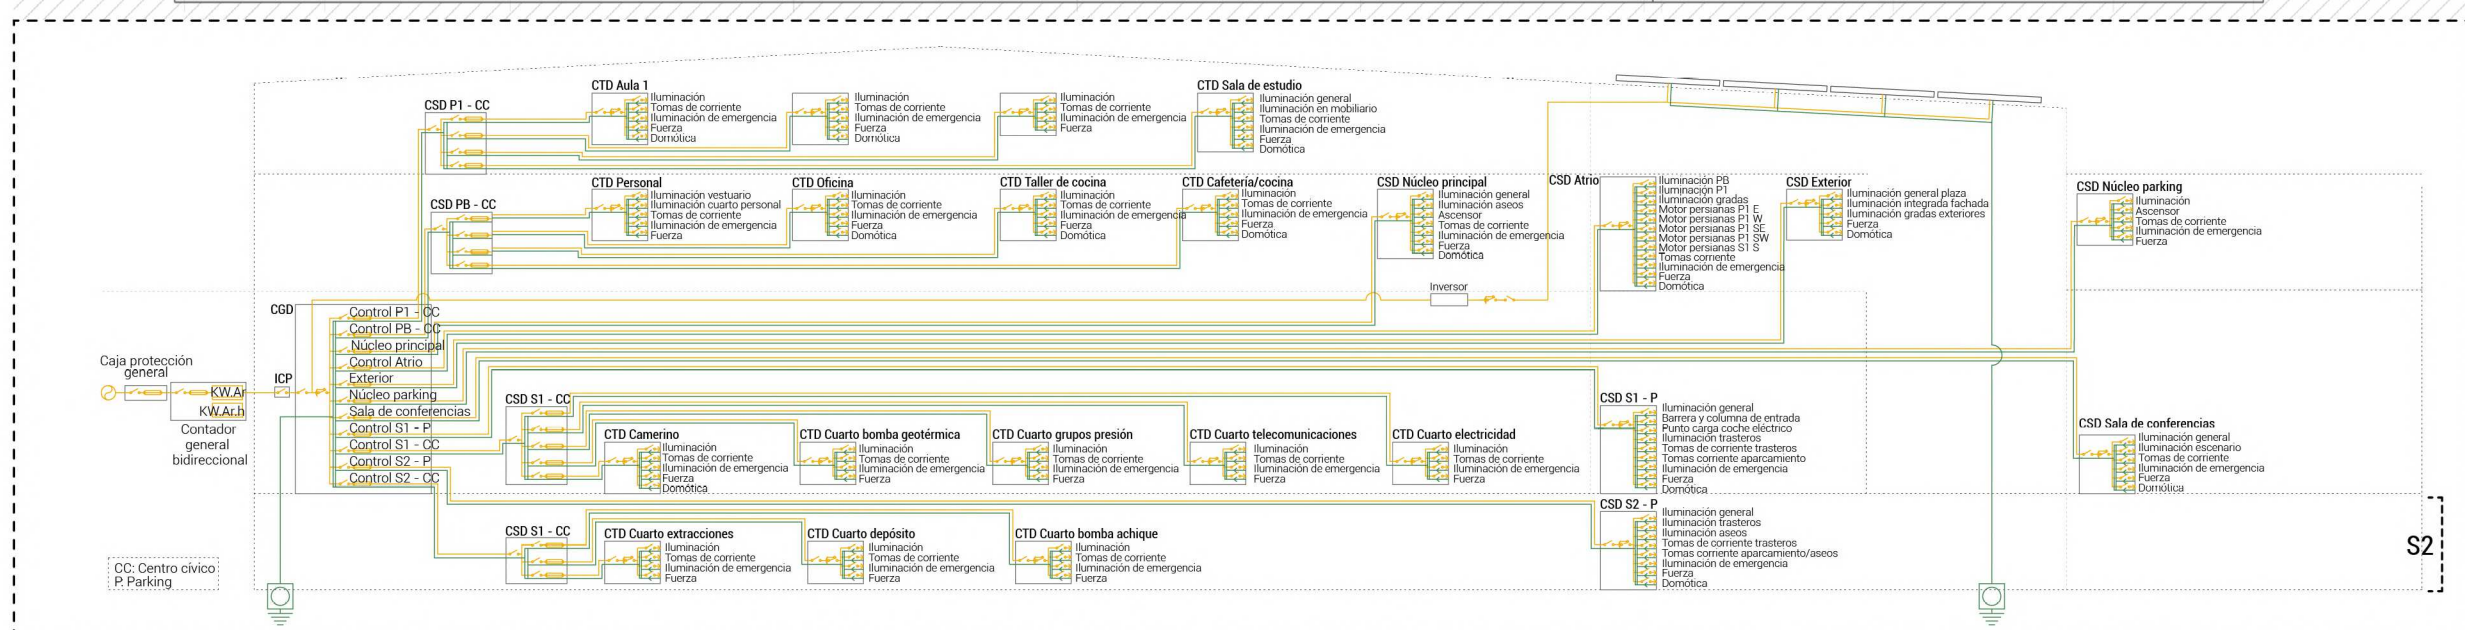 CTD Aula 1
Iluminación
Tomas de corriente
Iluminación de emergencia
Fuerza
Domótica
Iluminación
Tomas de corriente
Iluminación de emergencia
Fuerza
Domótica
Iluminación
Tomas de corriente
Iluminación de emergencia
Fuerza
CTD Sala de estudio
Iluminación general
Iluminación en mobiliario
Tomas de corriente
Iluminación de emergencia
Fuerza
Domótica
CSD P1 - CC
CSD PB - CC
CTD Personal
Iluminación vestuario
Iluminación cuarto personal
Tomas de corriente
Iluminación de emergencia
Fuerza
CTD Oficina
Iluminación
Tomas de corriente
Iluminación de emergencia
Fuerza
Domótica
CTD Taller de cocina
Iluminación
Tomas de corriente
Iluminación de emergencia
Fuerza
Domótica
CTD Cafetería/cocina
Iluminación
Tomas de corriente
Iluminación de emergencia
Fuerza
Domótica
CSD Núcleo principal
Iluminación general
Iluminación aseos
Ascensor
Tomas de corriente
Iluminación de emergencia
Fuerza
Domótica
CSD Atrio
Iluminación PB
Iluminación P1
Iluminación gradas
Motor persianas P1 E
Motor persianas P1 W
Motor persianas P1 SE
Motor persianas P1 SW
Motor persianas S1 S
Tomas corriente
Iluminación de emergencia
Fuerza
Domótica
CSD Exterior
Iluminación general plaza
Iluminación integrada fachada
Iluminación gradas exteriores
Fuerza
Domótica
CSD Núcleo parking
Iluminación
Ascensor
Tomas de corriente
Iluminación de emergencia
Fuerza
Inversor
CGD
Control P1 - CC
Control PB - CC
Núcleo principal
Control Atrio
Exterior
Núcleo parking
Sala de conferencias
Control S1 - P
Control S1 - CC
Control S2 - P
Control S2 - CC
Caja protección
general
ICP
KW.Ar
KW.Ar.h
Contador
general
bidireccional
CSD S1 - CC
CTD Camerino
Iluminación
Tomas de corriente
Iluminación de emergencia
Fuerza
Domótica
CTD Cuarto bomba geotérmica
Iluminación
Tomas de corriente
Iluminación de emergencia
Fuerza
CTD Cuarto grupos presión
Iluminación
Tomas de corriente
Iluminación de emergencia
Fuerza
CTD Cuarto telecomunicaciones
Iluminación
Tomas de corriente
Iluminación de emergencia
Fuerza
CTD Cuarto electricidad
Iluminación
Tomas de corriente
Iluminación de emergencia
Fuerza
CSD S1 - P
Iluminación general
Barrera y columna de entrada
Punto carga coche eléctrico
Iluminación trasteros
Tomas de corriente trasteros
Tomas de corriente aparcamiento
Iluminación de emergencia
Fuerza
Domótica
CSD Sala de conferencias
Iluminación general
Iluminación escenario
Tomas de corriente
Iluminación de emergencia
Fuerza
Domótica
CSD S1 - CC
CTD Cuarto extracciones
Iluminación
Tomas de corriente
Iluminación de emergencia
Fuerza
CTD Cuarto depósito
Iluminación
Tomas de corriente
Iluminación de emergencia
Fuerza
CTD Cuarto bomba achique
Iluminación
Tomas de corriente
Iluminación de emergencia
Fuerza
CSD S2 - P
Iluminación general
Iluminación trasteros
Iluminación aseos
Tomas de corriente trasteros
Tomas corriente aparcamiento/aseos
Iluminación de emergencia
Fuerza
Domótica
S2
CC: Centro cívico
P: Parking